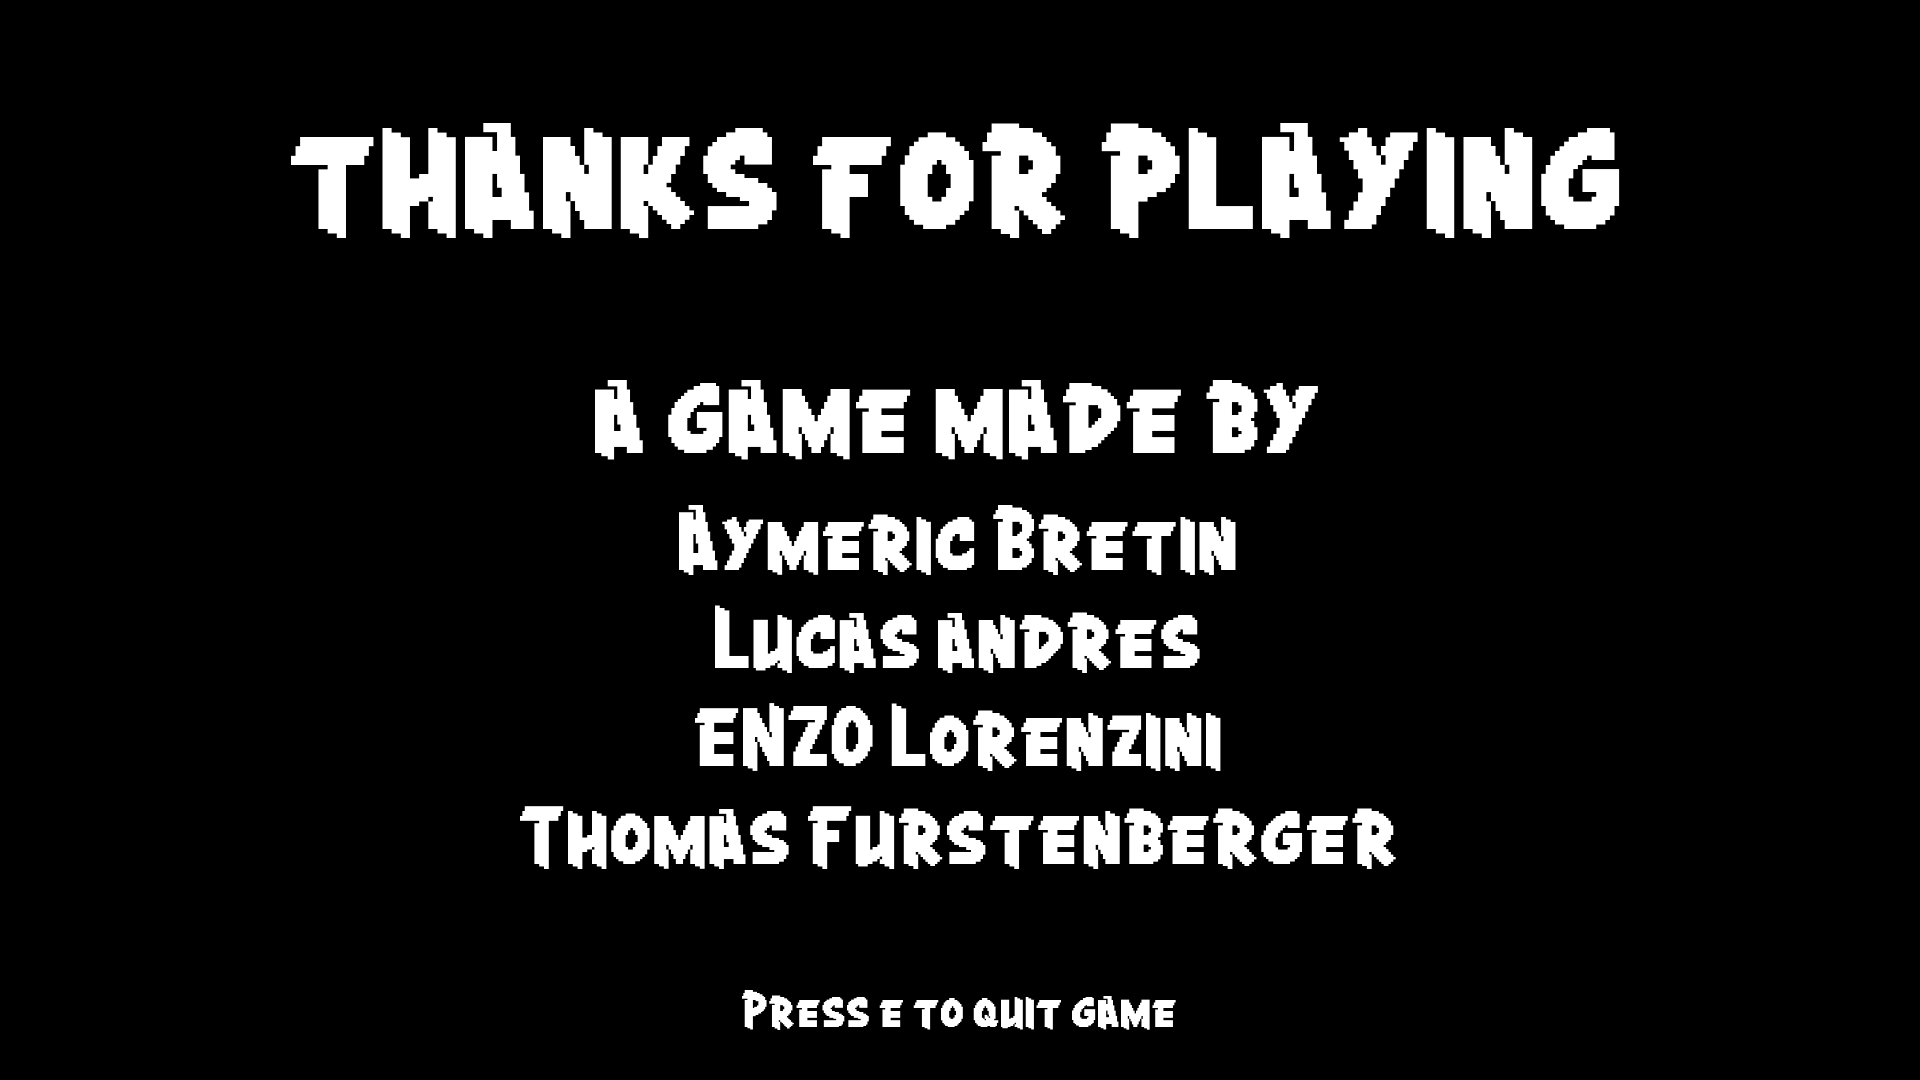 THANKS FOR PLAYING
A GAME MADE BY
AYMERIC BRETIN
LUCAS ANDRES
ENZO LORENZINI
THOMAS FURSTENBERGER
PRESS E TO QUIT GAME